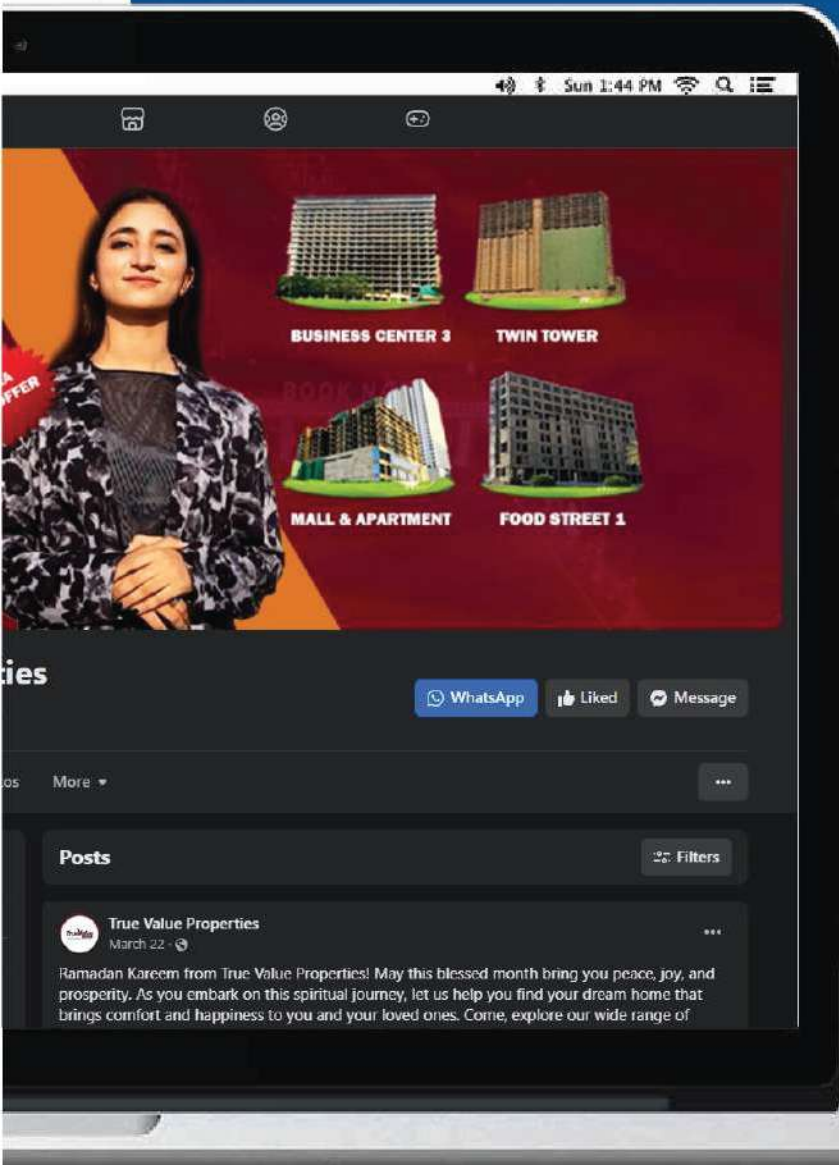 Sun 1:44 PM
BUSINESS CENTER 3
TWIN TOWER
OFFER
BOOK
MALL & APARTMENT
FOOD STREET 1
ties
WhatsApp
Liked
Message
os
More
...
Posts
Filters
True Value Properties
...
March 22 ·
Ramadan Kareem from True Value Properties! May this blessed month bring you peace, joy, and
prosperity. As you embark on this spiritual journey, let us help you find your dream home that
brings comfort and happiness to you and your loved ones. Come, explore our wide range of